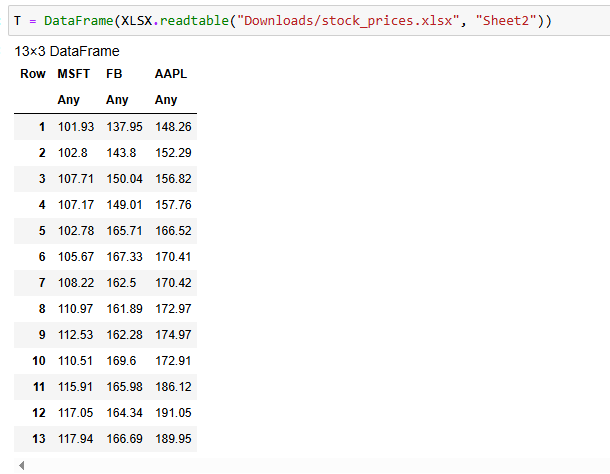 T = DataFrame(XLSX.readtable("Downloads/stock_prices.xlsx", "Sheet2"))
13×3 DataFrame
Row MSFT FB AAPL
Any Any Any
1 101.93 137.95 148.26
2 102.8 143.8 152.29
3 107.71 150.04 156.82
4 107.17 149.01 157.76
5 102.78 165.71 166.52
6 105.67 167.33 170.41
7 108.22 162.5 170.42
8 110.97 161.89 172.97
9 112.53 162.28 174.97
10 110.51 169.6 172.91
11 115.91 165.98 186.12
12 117.05 164.34 191.05
13 117.94 166.69 189.95